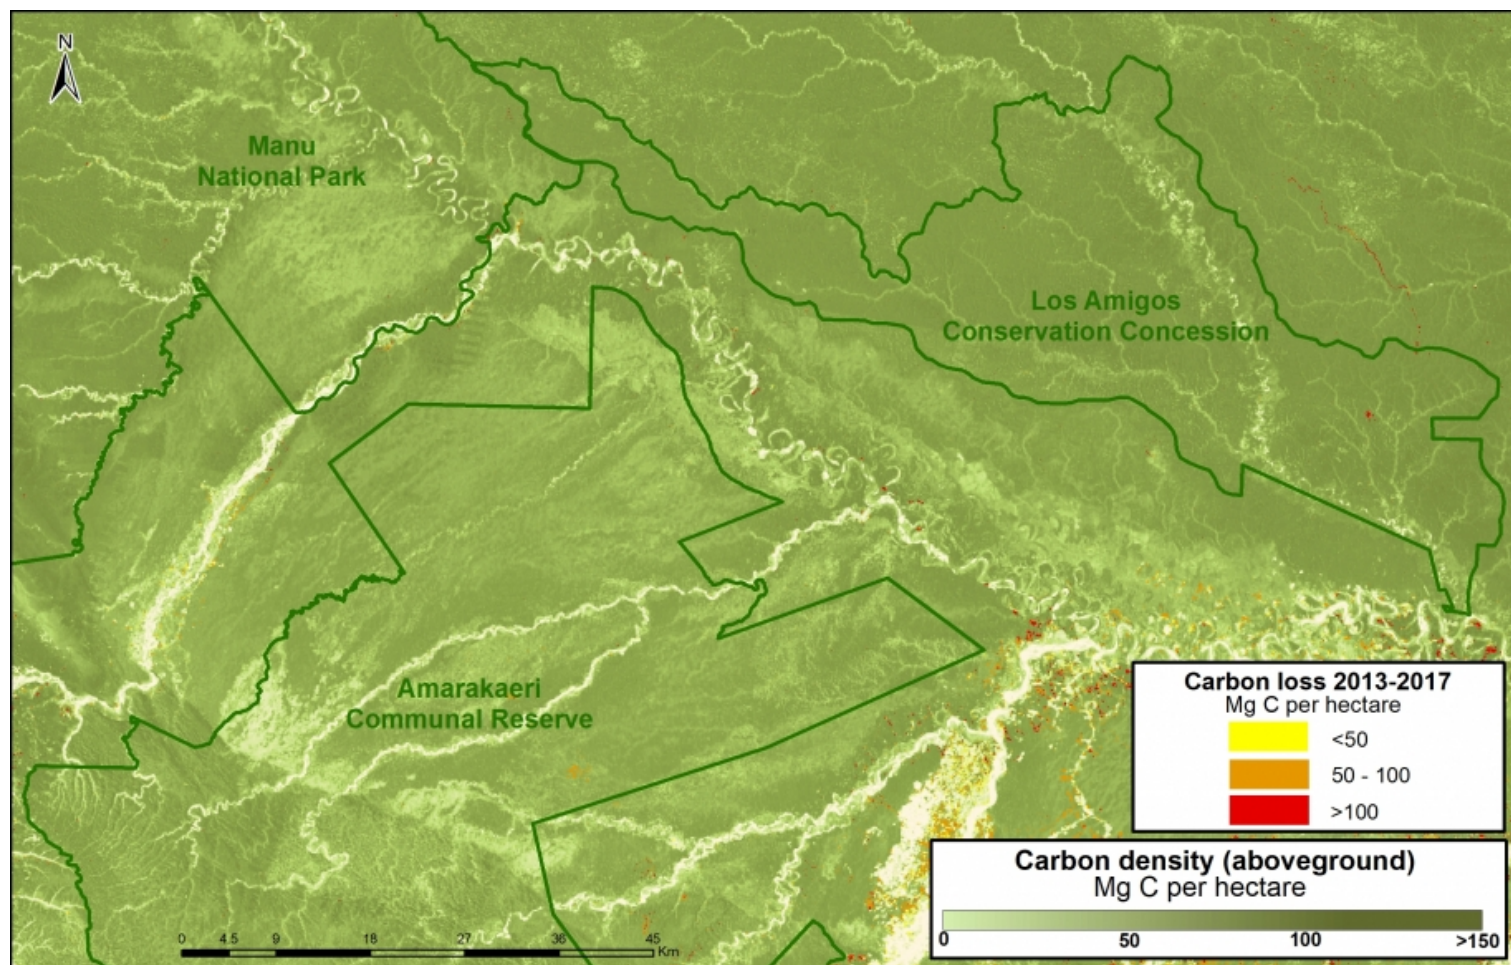 N
Manu
National Park
Los Amigos
Conservation Concession
Amarakaeri
Communal Reserve
Carbon loss 2013-2017
Mg C per hectare
<50
50 - 100
>100
Carbon density (aboveground)
Mg C per hectare
0 50 100 >150
0 4.5 9 18 27 36 45
Km